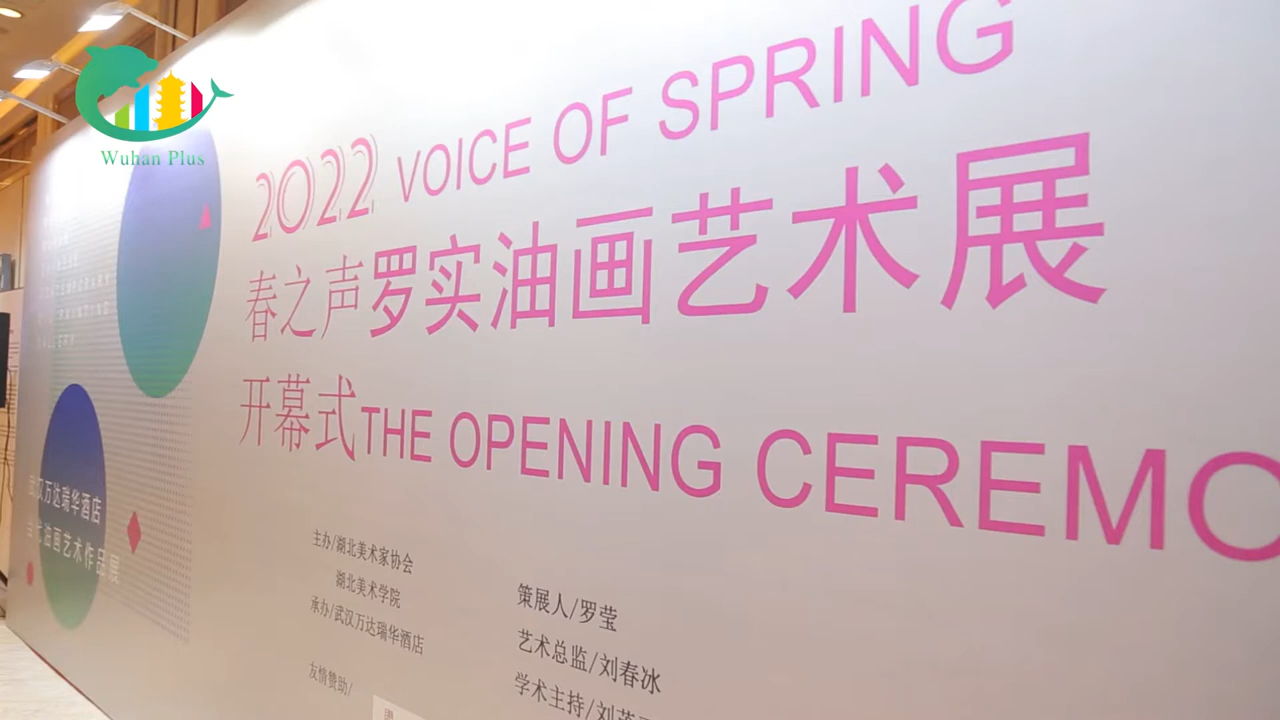 Wuhan Plus
2022 VOICE OF SPRING
春之声罗实油画艺术展
开幕式THE OPENING CEREMO
武汉万达瑞华酒店
当代油画艺术作品展
主办/湖北美术家协会
湖北美术学院
承办/武汉万达瑞华酒店
友情赞助/
策展人/罗莹
艺术总监/刘春冰
学术主持/刘